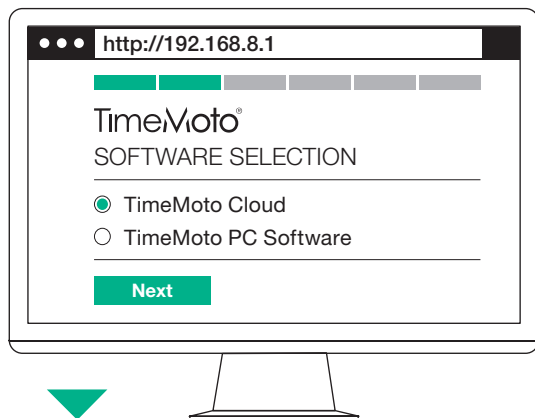 http://192.168.8.1
TimeMoto®
SOFTWARE SELECTION
TimeMoto Cloud
TimeMoto PC Software
Next